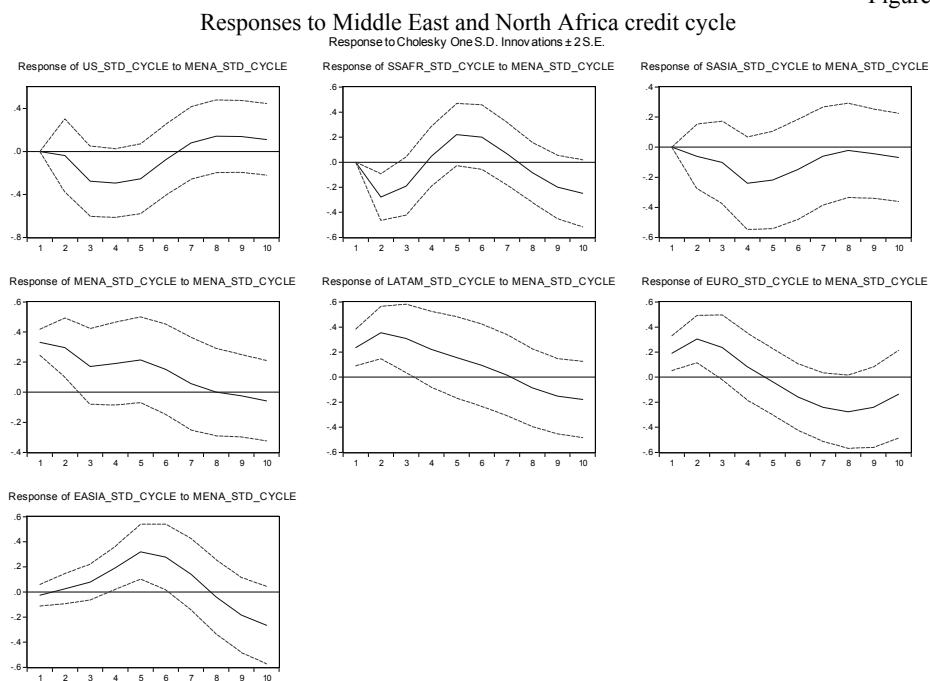 Figure
Responses to Middle East and North Africa credit cycle
Response to Cholesky One S.D. Innovations ± 2 S.E.
Response of US_STD_CYCLE to MENA_STD_CYCLE
.4
.0
-.4
-.8
1 2 3 4 5 6 7 8 9 10
Response of SSAFR_STD_CYCLE to MENA_STD_CYCLE
.6
.4
.2
.0
-.2
-.4
-.6
1 2 3 4 5 6 7 8 9 10
Response of SASIA_STD_CYCLE to MENA_STD_CYCLE
.4
.2
.0
-.2
-.4
-.6
1 2 3 4 5 6 7 8 9 10
Response of MENA_STD_CYCLE to MENA_STD_CYCLE
.6
.4
.2
.0
-.2
-.4
1 2 3 4 5 6 7 8 9 10
Response of LATAM_STD_CYCLE to MENA_STD_CYCLE
.6
.4
.2
.0
-.2
-.4
-.6
1 2 3 4 5 6 7 8 9 10
Response of EURO_STD_CYCLE to MENA_STD_CYCLE
.6
.4
.2
.0
-.2
-.4
-.6
1 2 3 4 5 6 7 8 9 10
Response of EASIA_STD_CYCLE to MENA_STD_CYCLE
.6
.4
.2
.0
-.2
-.4
-.6
1 2 3 4 5 6 7 8 9 10